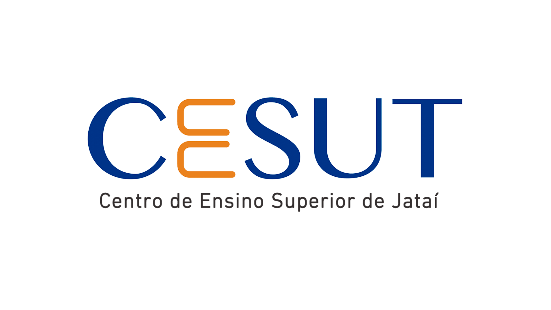 CESUT
Centro de Ensino Superior de Jataí